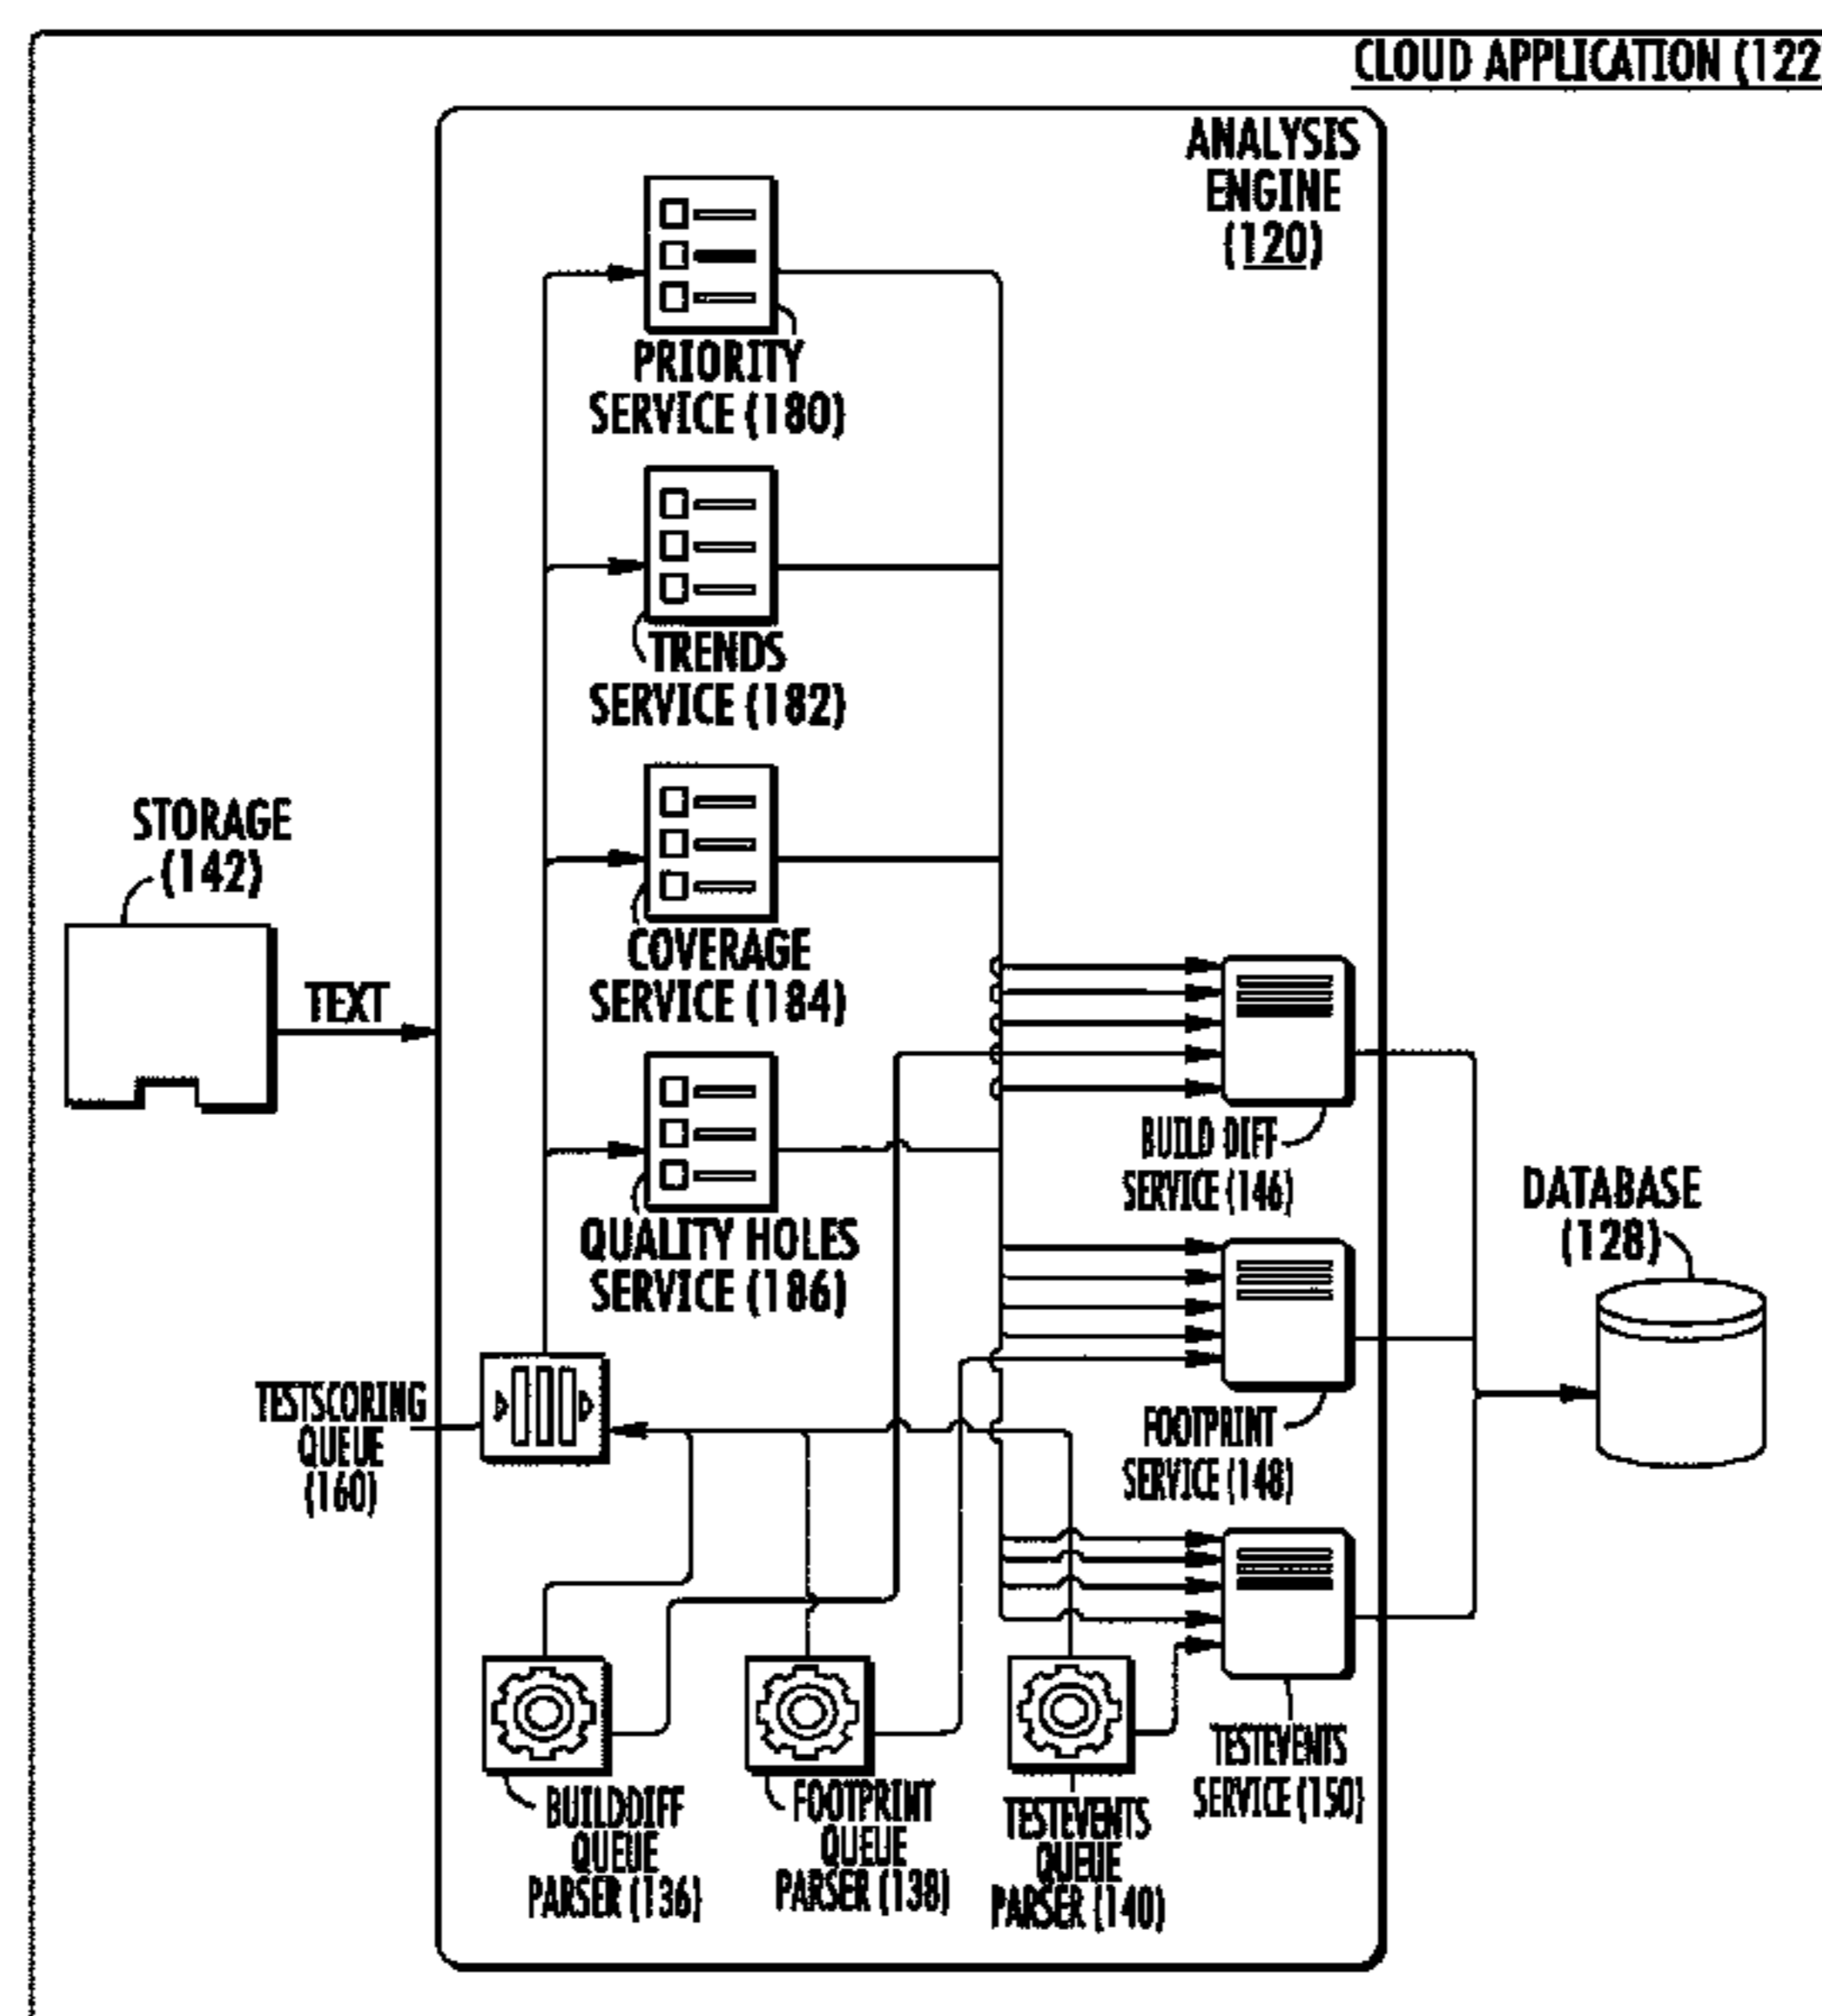 CLOUD APPLICATION (122
ANALYSIS
ENGINE
(120)
PRIORITY
SERVICE (180)
TRENDS
SERVICE (182)
STORAGE
(142)
TEXT
COVERAGE
SERVICE (184)
BUILD DIFF
SERVICE (146)
DATABASE
(128)
QUALITY HOLES
SERVICE (186)
TESTSCORING
QUEUE
(160)
FOOTPRINT
SERVICE (148)
TESTEVENTS
SERVICE (150)
BUILDDIFF
QUEUE
PARSER (136)
FOOTPRINT
QUEUE
PARSER (138)
TESTEVENTS
QUEUE
PARSER (140)